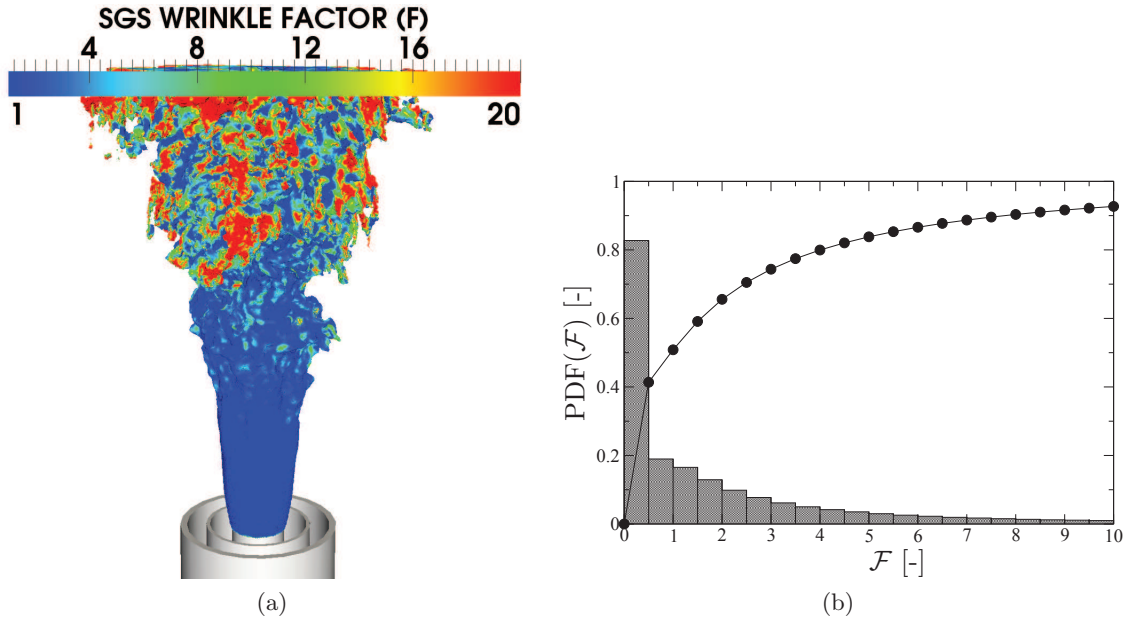 SGS WRINKLE FACTOR (F)
4 8 12 16
1 20
1
0.8
0.6
0.4
0.2
0
PDF(ℱ) [-]
0 1 2 3 4 5 6 7 8 9 10
ℱ [-]
(a) (b)